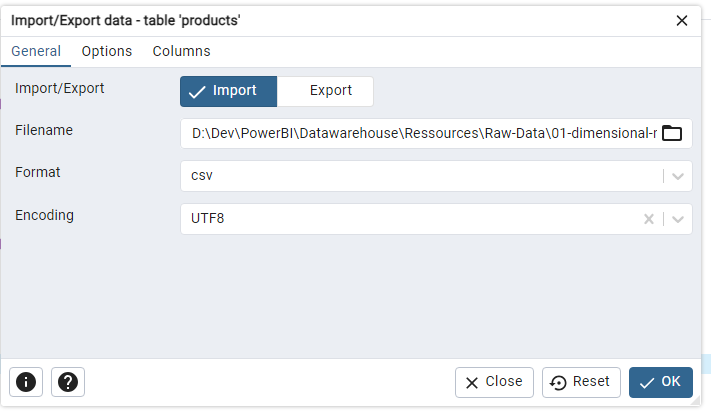 Import/Export data - table 'products'
General Options Columns
Import/Export Import Export
Filename D:\Dev\PowerBI\Datawarehouse\Ressources\Raw-Data\01-dimensional-r
Format csv
Encoding UTF8
Close Reset OK